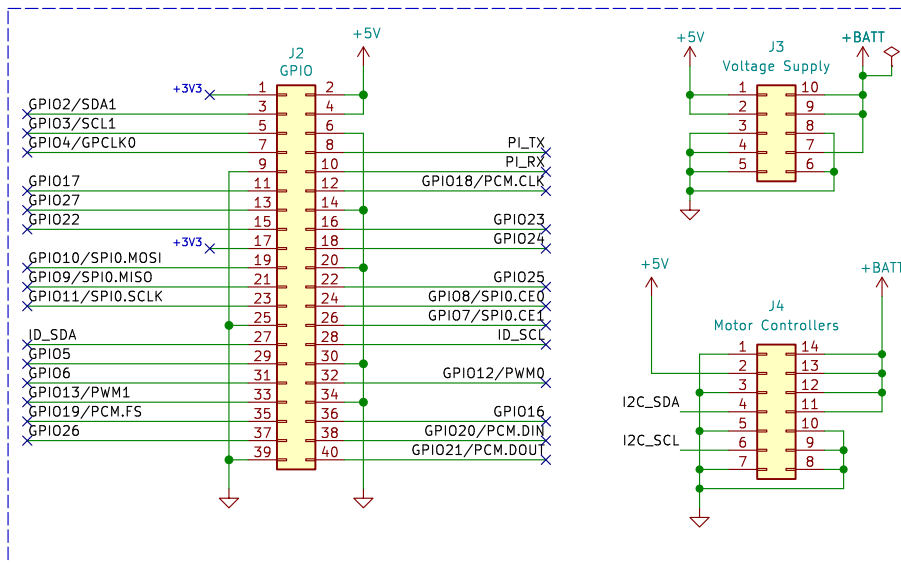 +5V
J2
GPIO
+3V3 1 2
GPIO2/SDA1 3 4
GPIO3/SCL1 5 6
GPIO4/GPCLK0 7 8 PI_TX
9 10 PI_RX
GPIO17 11 12 GPIO18/PCM.CLK
GPIO27 13 14
GPIO22 15 16 GPIO23
+3V3 17 18 GPIO24
GPIO10/SPI0.MOSI 19 20
GPIO9/SPI0.MISO 21 22 GPIO25
GPIO11/SPI0.SCLK 23 24 GPIO8/SPI0.CE0
25 26 GPIO7/SPI0.CE1
ID_SDA 27 28 ID_SCL
GPIO5 29 30
GPIO6 31 32 GPIO12/PWM0
GPIO13/PWM1 33 34
GPIO19/PCM.FS 35 36 GPIO16
GPIO26 37 38 GPIO20/PCM.DIN
39 40 GPIO21/PCM.DOUT
+5V +BATT
J3
Voltage Supply
1 10
2 9
3 8
4 7
5 6
+5V +BATT
J4
Motor Controllers
1 14
2 13
3 12
I2C_SDA 4 11
5 10
I2C_SCL 6 9
7 8